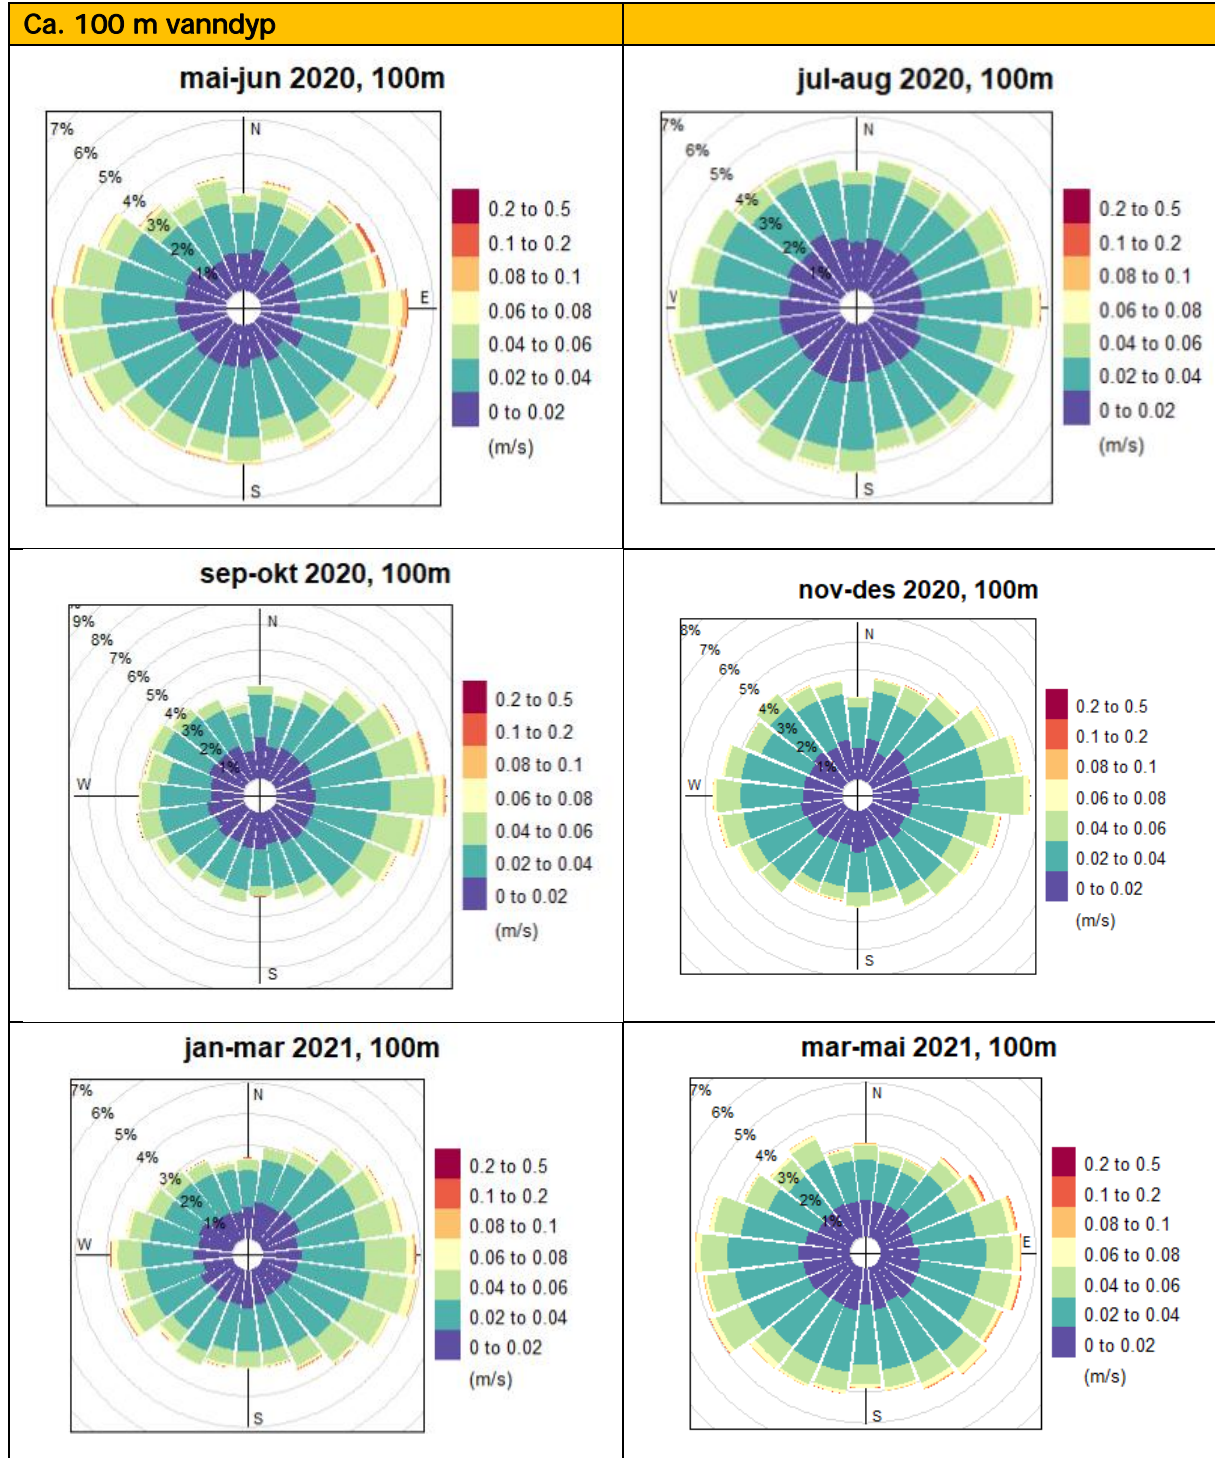 Ca. 100 m vanndyp
mai-jun 2020, 100m
7%
6%
5%
4%
3%
2%
1%
N
E
S
0.2 to 0.5
0.1 to 0.2
0.08 to 0.1
0.06 to 0.08
0.04 to 0.06
0.02 to 0.04
0 to 0.02
(m/s)
jul-aug 2020, 100m
7%
6%
5%
4%
3%
2%
1%
N
S
0.2 to 0.5
0.1 to 0.2
0.08 to 0.1
0.06 to 0.08
0.04 to 0.06
0.02 to 0.04
0 to 0.02
(m/s)
sep-okt 2020, 100m
9%
8%
7%
6%
5%
4%
3%
2%
1%
N
W
S
0.2 to 0.5
0.1 to 0.2
0.08 to 0.1
0.06 to 0.08
0.04 to 0.06
0.02 to 0.04
0 to 0.02
(m/s)
nov-des 2020, 100m
8%
7%
6%
5%
4%
3%
2%
1%
N
W
S
0.2 to 0.5
0.1 to 0.2
0.08 to 0.1
0.06 to 0.08
0.04 to 0.06
0.02 to 0.04
0 to 0.02
(m/s)
jan-mar 2021, 100m
7%
6%
5%
4%
3%
2%
1%
N
W
S
0.2 to 0.5
0.1 to 0.2
0.08 to 0.1
0.06 to 0.08
0.04 to 0.06
0.02 to 0.04
0 to 0.02
(m/s)
mar-mai 2021, 100m
7%
6%
5%
4%
3%
2%
1%
N
E
S
0.2 to 0.5
0.1 to 0.2
0.08 to 0.1
0.06 to 0.08
0.04 to 0.06
0.02 to 0.04
0 to 0.02
(m/s)